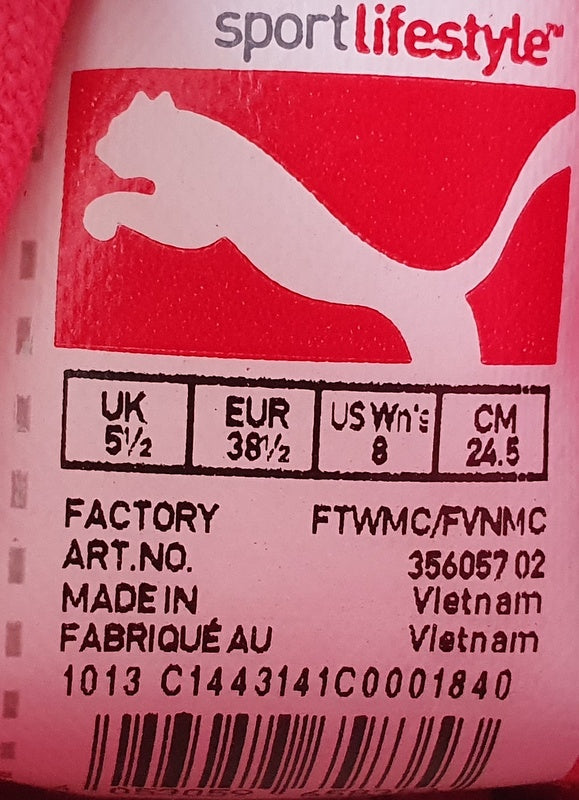 sportlifestyle™
UK EUR US Wn's CM
5½ 38½ 8 24.5
FACTORY FTWMC/FVNMC
ART.NO. 356057 02
MADE IN Vietnam
FABRIQUÉ AU Vietnam
1013 C1443141C0001840